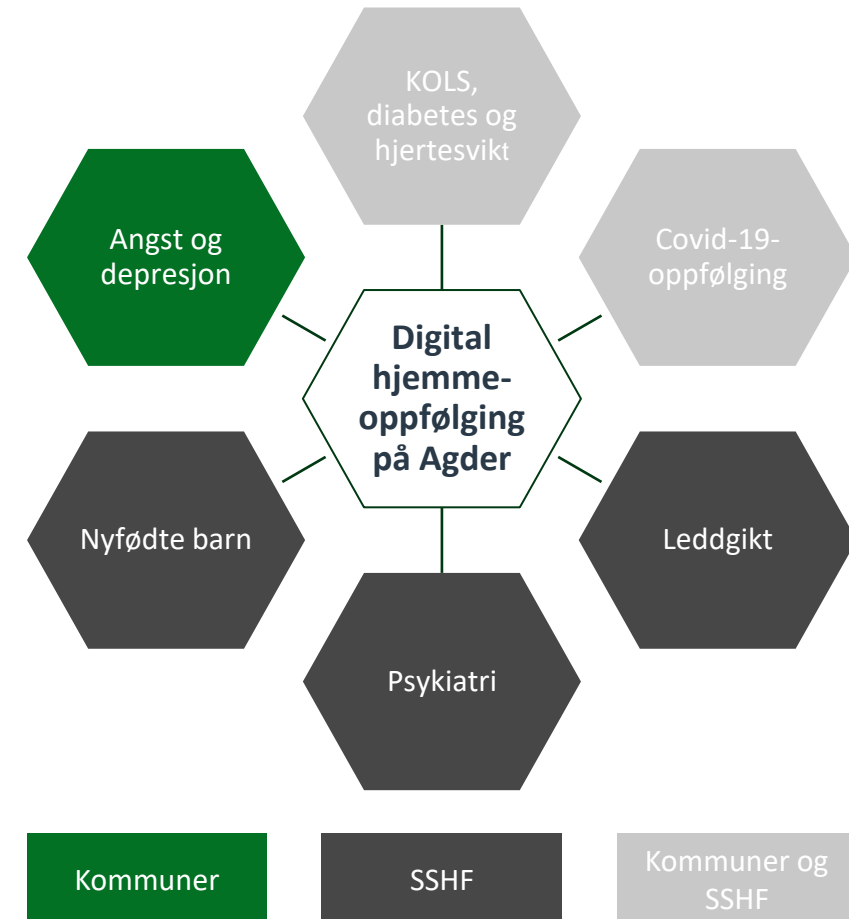 KOLS,
diabetes og
hjertesvikt
Angst og
depresjon
Covid-19-
oppfølging
Digital
hjemme-
oppfølging
på Agder
Nyfødte barn
Leddgikt
Psykiatri
Kommuner
SSHF
Kommuner og
SSHF